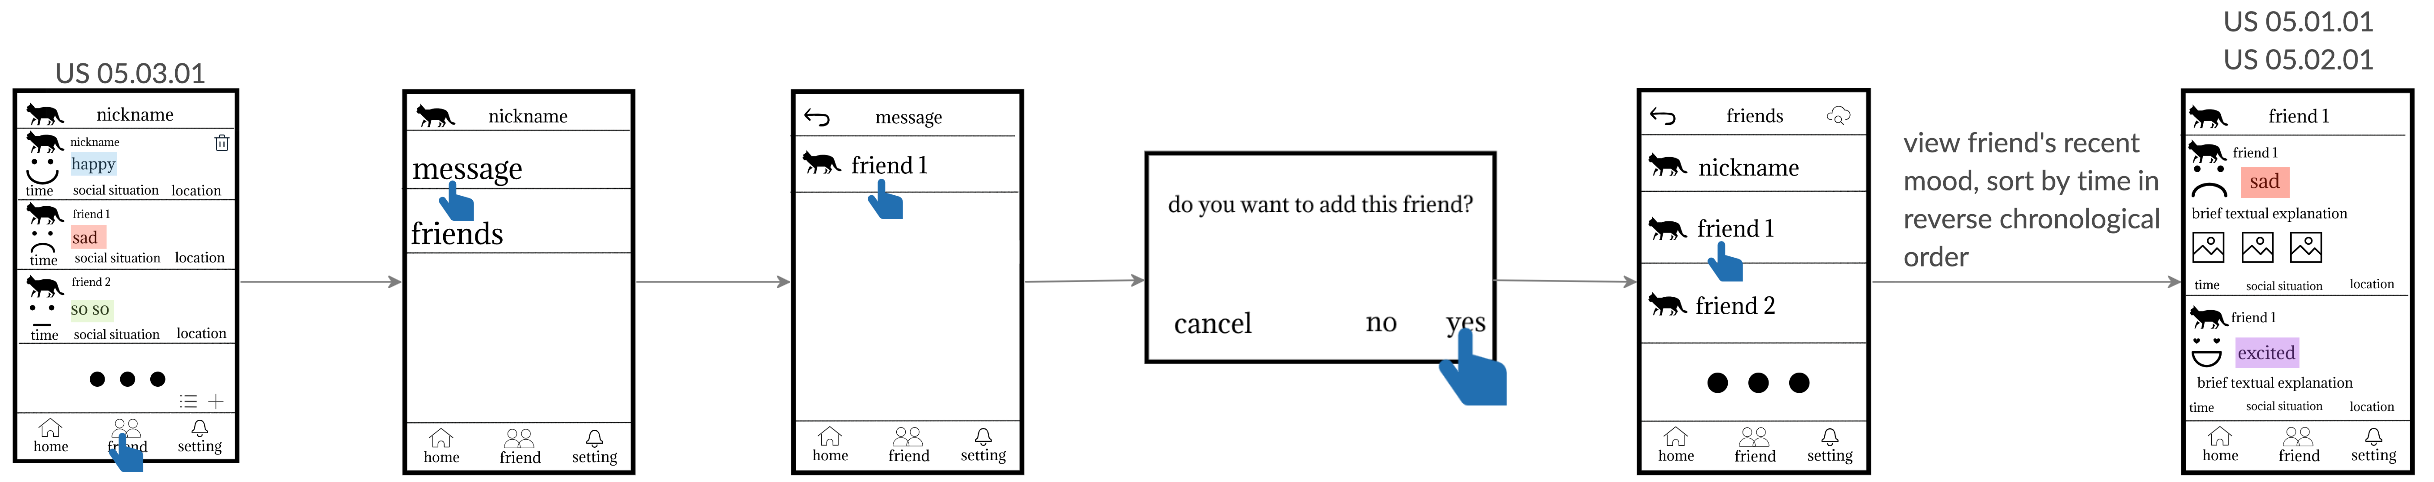 US 05.03.01
nickname
nickname
happy
time social situation location
friend 1
sad
social situation location
time
friend 2
so so
time social situation location
home friend setting
nickname
message
friends
home friend setting
message
friend 1
home friend setting
do you want to add this friend?
cancel no yes
friends
nickname
friend 1
friend 2
home friend setting
view friend's recent
mood, sort by time in
reverse chronological
order
US 05.01.01
US 05.02.01
friend 1
friend 1
sad
brief textual explanation
time social situation location
friend 1
excited
brief textual explanation
time social situation location
home friend setting